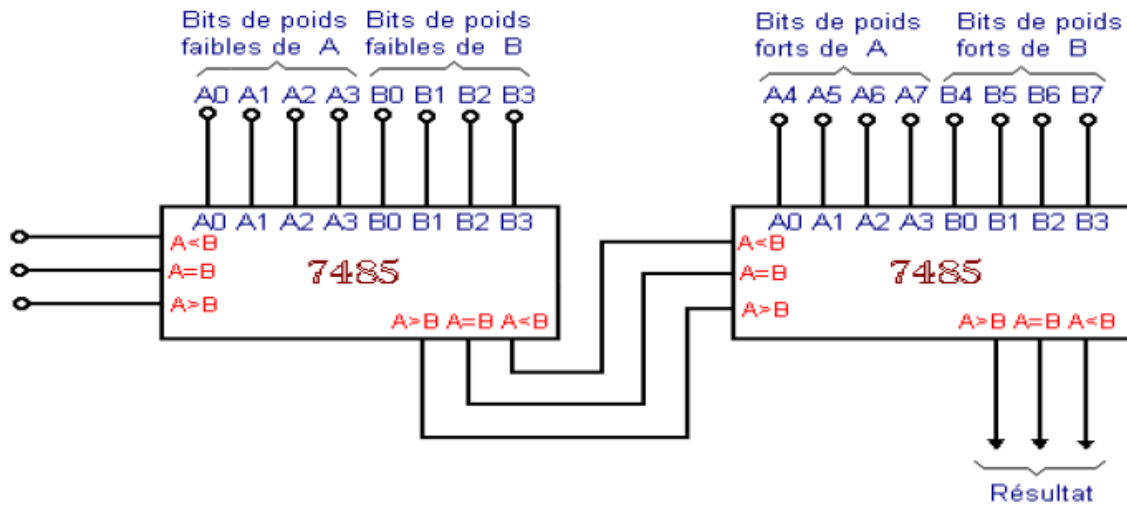 Bits de poids faibles de A
Bits de poids faibles de B
Bits de poids forts de A
Bits de poids forts de B
A0 A1 A2 A3 B0 B1 B2 B3
A4 A5 A6 A7 B4 B5 B6 B7
A0 A1 A2 A3 B0 B1 B2 B3
A<B
A=B
A>B
7485
A>B A=B A<B
A0 A1 A2 A3 B0 B1 B2 B3
A<B
A=B
A>B
7485
A>B A=B A<B
Résultat